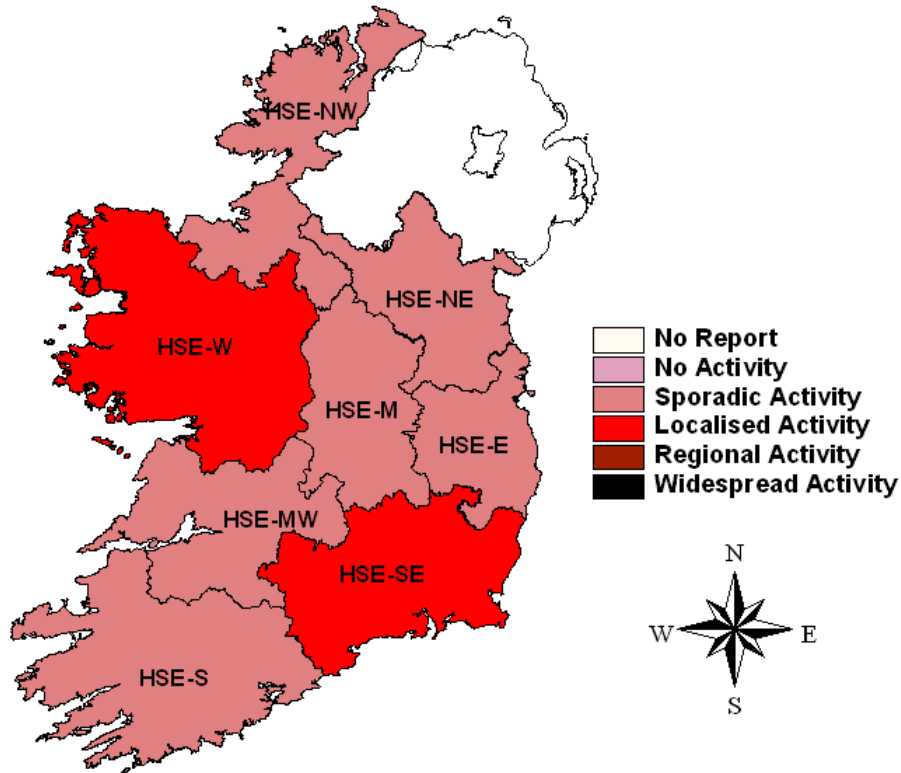 HSE-NW
HSE-NE
HSE-W
HSE-M
HSE-E
HSE-MW
HSE-SE
HSE-S
No Report
No Activity
Sporadic Activity
Localised Activity
Regional Activity
Widespread Activity
N
W E
S